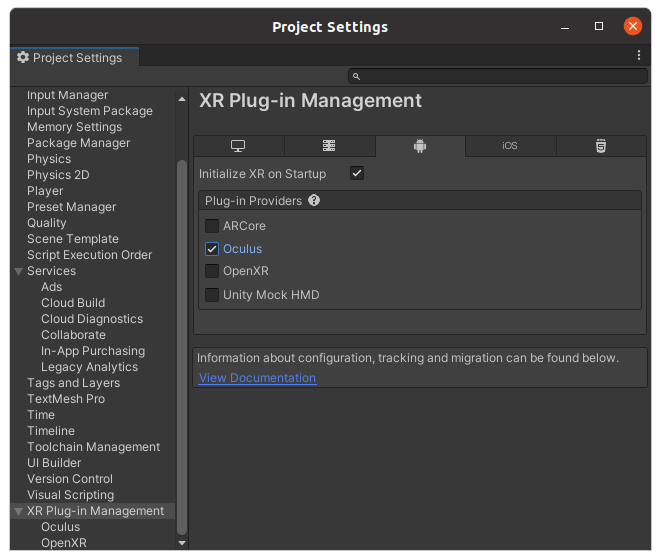 Project Settings
Project Settings
Input Manager
Input System Package
Memory Settings
Package Manager
Physics
Physics 2D
Player
Preset Manager
Quality
Scene Template
Script Execution Order
Services
Ads
Cloud Build
Cloud Diagnostics
Collaborate
In-App Purchasing
Legacy Analytics
Tags and Layers
TextMesh Pro
Time
Timeline
Toolchain Management
UI Builder
Version Control
Visual Scripting
XR Plug-in Management
Oculus
OpenXR
XR Plug-in Management
iOS
Initialize XR on Startup
Plug-in Providers ?
ARCore
Oculus
OpenXR
Unity Mock HMD
Information about configuration, tracking and migration can be found below.
View Documentation